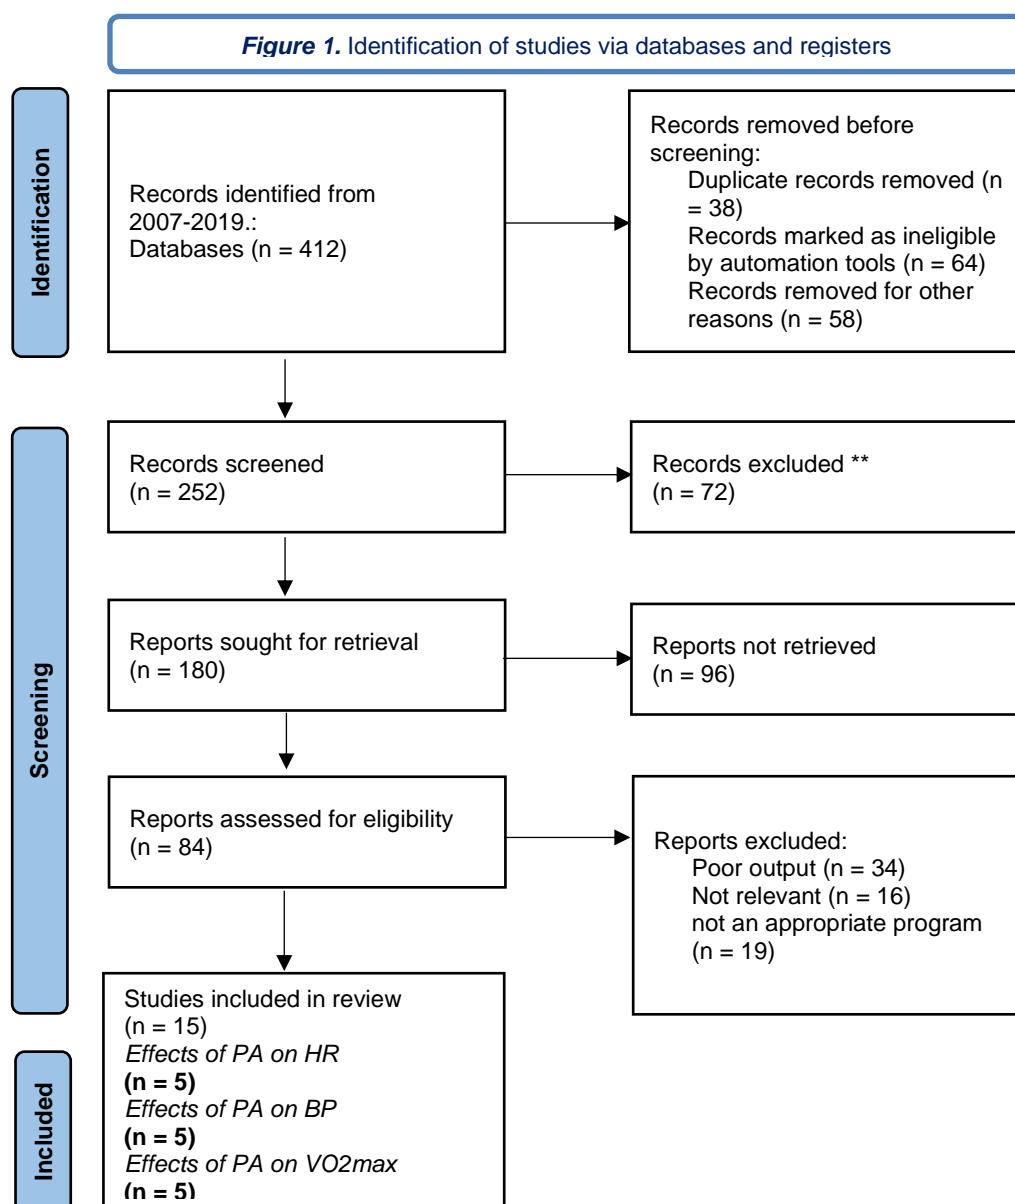 Figure 1. Identification of studies via databases and registers
Identification
Records identified from
2007-2019.:
Databases (n = 412)
Records removed before
screening:
Duplicate records removed (n
= 38)
Records marked as ineligible
by automation tools (n = 64)
Records removed for other
reasons (n = 58)
Screening
Records screened
(n = 252)
Records excluded **
(n = 72)
Reports sought for retrieval
(n = 180)
Reports not retrieved
(n = 96)
Reports assessed for eligibility
(n = 84)
Reports excluded:
Poor output (n = 34)
Not relevant (n = 16)
not an appropriate program
(n = 19)
Included
Studies included in review
(n = 15)
Effects of PA on HR
(n = 5)
Effects of PA on BP
(n = 5)
Effects of PA on VO2max
(n = 5)